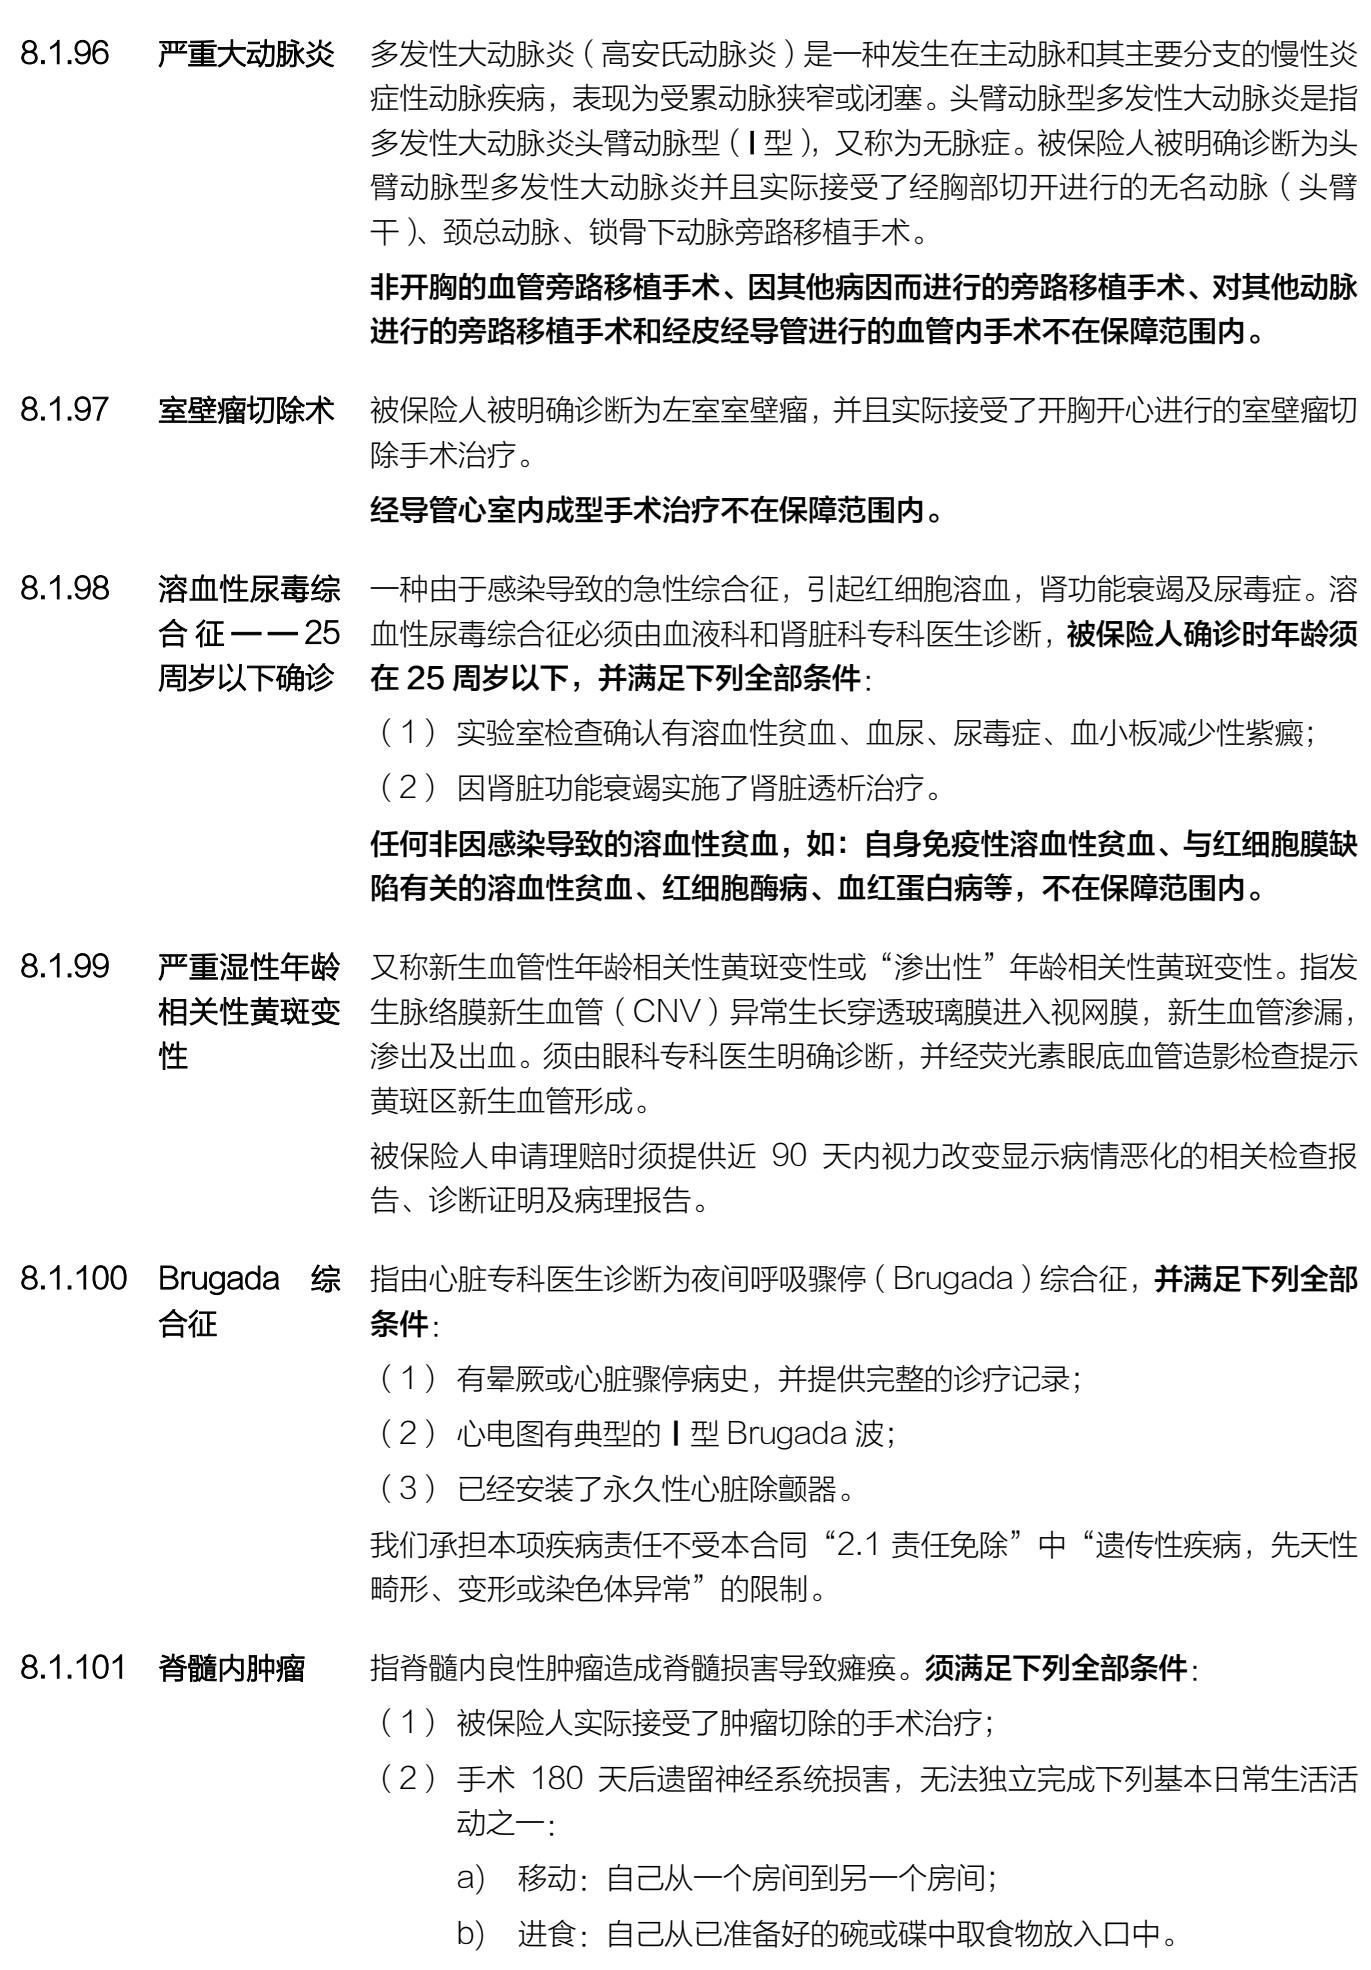 8.1.96 严重大动脉炎 多发性大动脉炎（高安氏动脉炎）是一种发生在主动脉和其主要分支的慢性炎
症性动脉疾病，表现为受累动脉狭窄或闭塞。头臂动脉型多发性大动脉炎是指
多发性大动脉炎头臂动脉型（I 型），又称为无脉症。被保险人被明确诊断为头
臂动脉型多发性大动脉炎并且实际接受了经胸部切开进行的无名动脉（头臂
干）、颈总动脉、锁骨下动脉旁路移植手术。
非开胸的血管旁路移植手术、因其他病因而进行的旁路移植手术、对其他动脉
进行的旁路移植手术和经皮经导管进行的血管内手术不在保障范围内。
8.1.97 室壁瘤切除术 被保险人被明确诊断为左室室壁瘤，并且实际接受了开胸开心进行的室壁瘤切
除手术治疗。
经导管心室内成型手术治疗不在保障范围内。
8.1.98 溶血性尿毒综 一种由于感染导致的急性综合征，引起红细胞溶血，肾功能衰竭及尿毒症。溶
合征——25 血性尿毒综合征必须由血液科和肾脏科专科医生诊断，被保险人确诊时年龄须
周岁以下确诊 在 25 周岁以下，并满足下列全部条件：
（1） 实验室检查确认有溶血性贫血、血尿、尿毒症、血小板减少性紫癜；
（2） 因肾脏功能衰竭实施了肾脏透析治疗。
任何非因感染导致的溶血性贫血，如：自身免疫性溶血性贫血、与红细胞膜缺
陷有关的溶血性贫血、红细胞酶病、血红蛋白病等，不在保障范围内。
8.1.99 严重湿性年龄 又称新生血管性年龄相关性黄斑变性或“渗出性”年龄相关性黄斑变性。指发
相关性黄斑变 生脉络膜新生血管（CNV）异常生长穿透玻璃膜进入视网膜，新生血管渗漏，
性 渗出及出血。须由眼科专科医生明确诊断，并经荧光素眼底血管造影检查提示
黄斑区新生血管形成。
被保险人申请理赔时须提供近 90 天内视力改变显示病情恶化的相关检查报
告、诊断证明及病理报告。
8.1.100 Brugada 综 指由心脏专科医生诊断为夜间呼吸骤停（Brugada）综合征，并满足下列全部
合征 条件：
（1） 有晕厥或心脏骤停病史，并提供完整的诊疗记录；
（2） 心电图有典型的 I 型 Brugada 波；
（3） 已经安装了永久性心脏除颤器。
我们承担本项疾病责任不受本合同“2.1 责任免除”中“遗传性疾病，先天性
畸形、变形或染色体异常”的限制。
8.1.101 脊髓内肿瘤 指脊髓内良性肿瘤造成脊髓损害导致瘫痪。须满足下列全部条件：
（1） 被保险人实际接受了肿瘤切除的手术治疗；
（2） 手术 180 天后遗留神经系统损害，无法独立完成下列基本日常生活活
动之一：
a) 移动：自己从一个房间到另一个房间；
b) 进食：自己从已准备好的碗或碟中取食物放入口中。